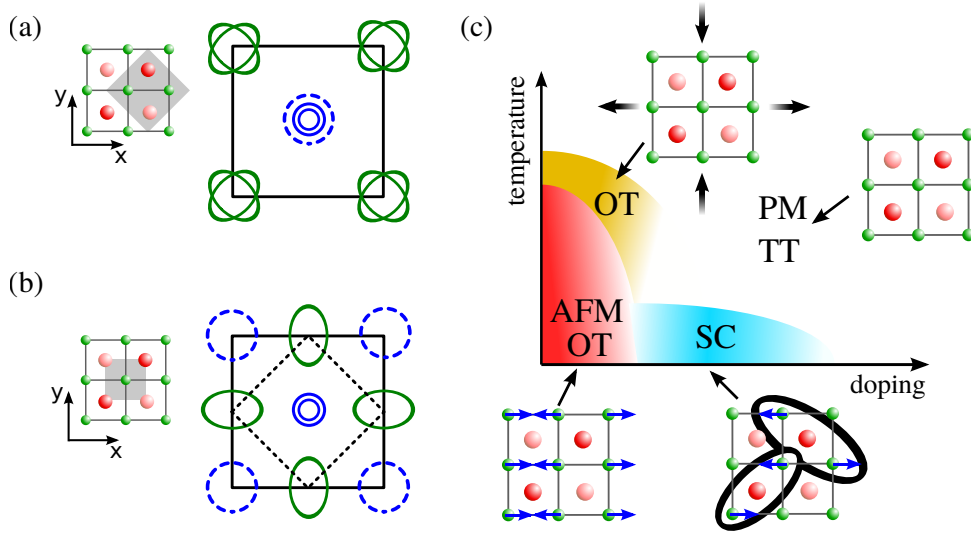 (a)
y
x
(b)
y
x
(c)
temperature
OT
PM
TT
AFM
OT
SC
doping